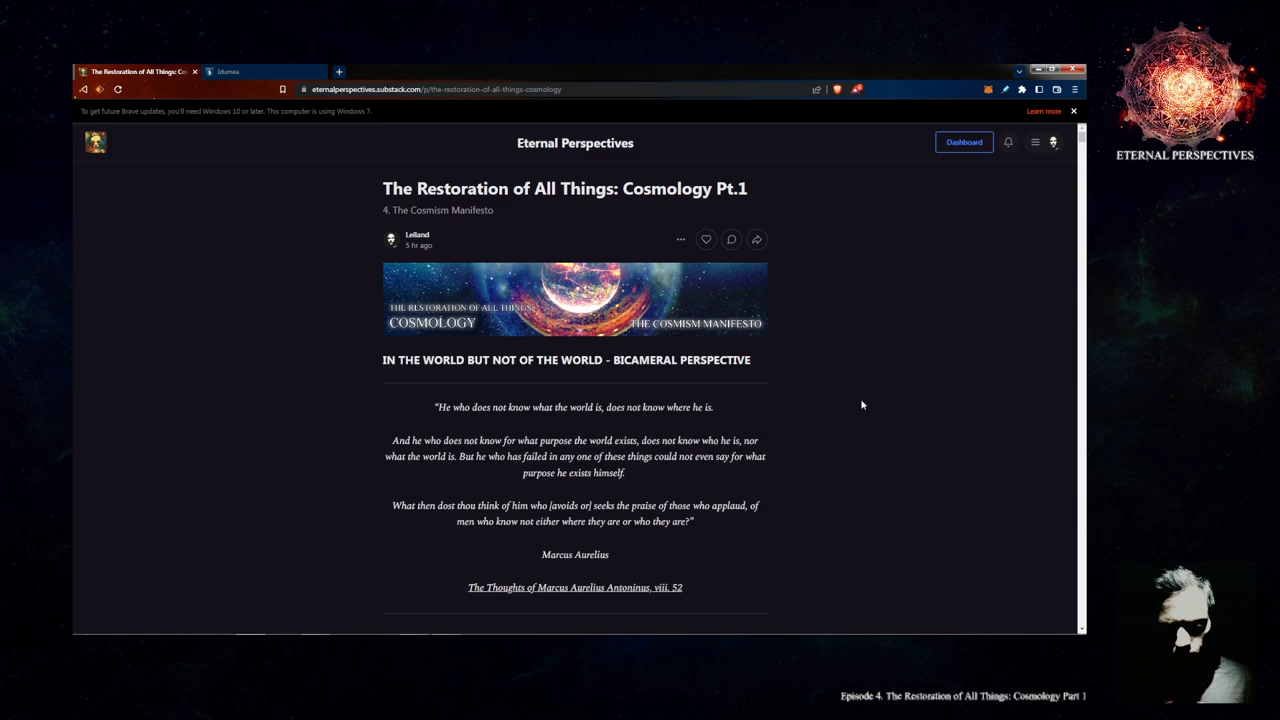 The Restoration of All Things: Co
Idumea
eternalperspectives.substack.com/p/the-restoration-of-all-things-cosmology
To get future Brave updates, you'll need Windows 10 or later. This computer is using Windows 7.
Learn more
ETERNAL PERSPECTIVES
Eternal Perspectives
Dashboard
The Restoration of All Things: Cosmology Pt.1
4. The Cosmism Manifesto
Leiland
5 hr ago
THE RESTORATION OF ALL THINGS:
COSMOLOGY
THE COSMISM MANIFESTO
IN THE WORLD BUT NOT OF THE WORLD - BICAMERAL PERSPECTIVE
“He who does not know what the world is, does not know where he is.
And he who does not know for what purpose the world exists, does not know who he is, nor
what the world is. But he who has failed in any one of these things could not even say for what
purpose he exists himself.
What then dost thou think of him who [avoids or] seeks the praise of those who applaud, of
men who know not either where they are or who they are?”
Marcus Aurelius
The Thoughts of Marcus Aurelius Antoninus, viii. 52
Episode 4. The Restoration of All Things: Cosmology Part 1